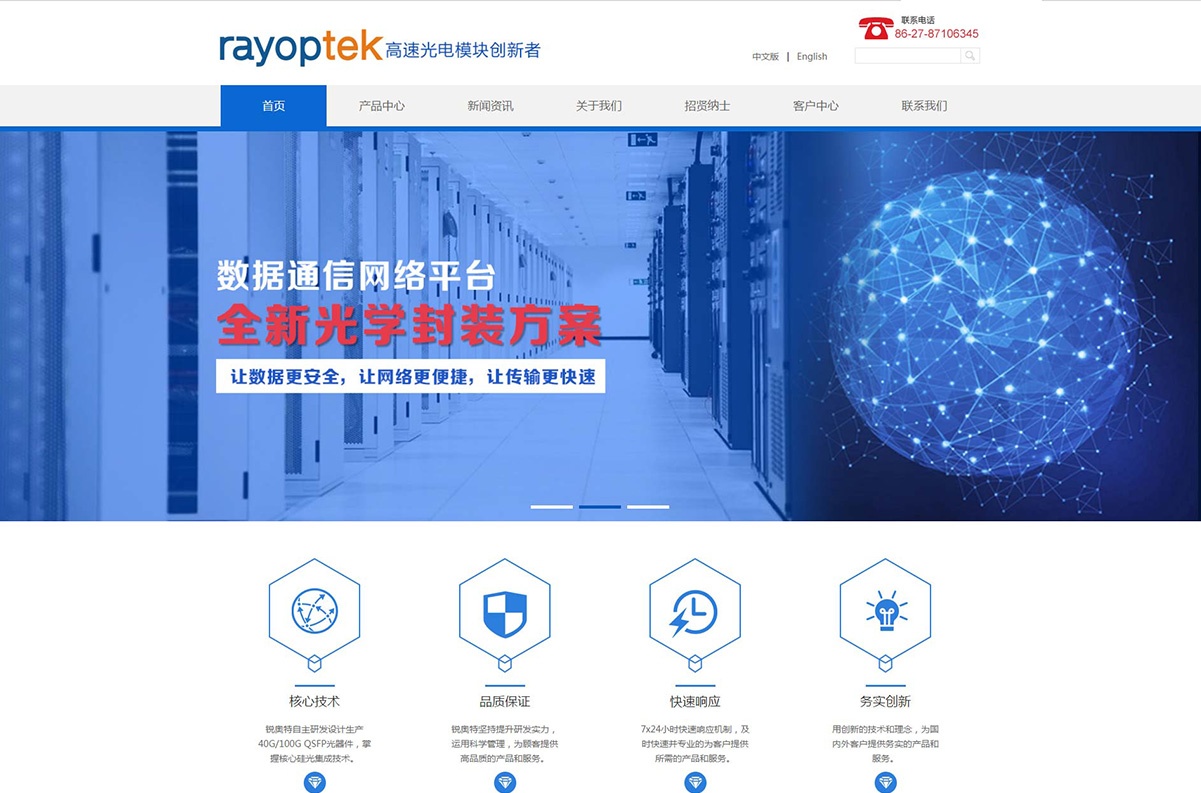 rayoptek 高速光电模块创新者
联系电话
86-27-87106345
中文版 | English
首页 产品中心 新闻资讯 关于我们 招贤纳士 客户中心 联系我们
数据通信网络平台
全新光学封装方案
让数据更安全，让网络更便捷，让传输更快速
核心技术
锐奥特自主研发设计生产
40G/100G QSFP光器件，掌
握核心硅光集成技术。
品质保证
锐奥特坚持提升研发实力，
运用科学管理，为顾客提供
高品质的产品和服务。
快速响应
7x24小时快速响应机制，及
时快速并专业的为客户提供
所需的产品和服务。
务实创新
用创新的技术和理念，为国
内外客户提供务实的产品和
服务。